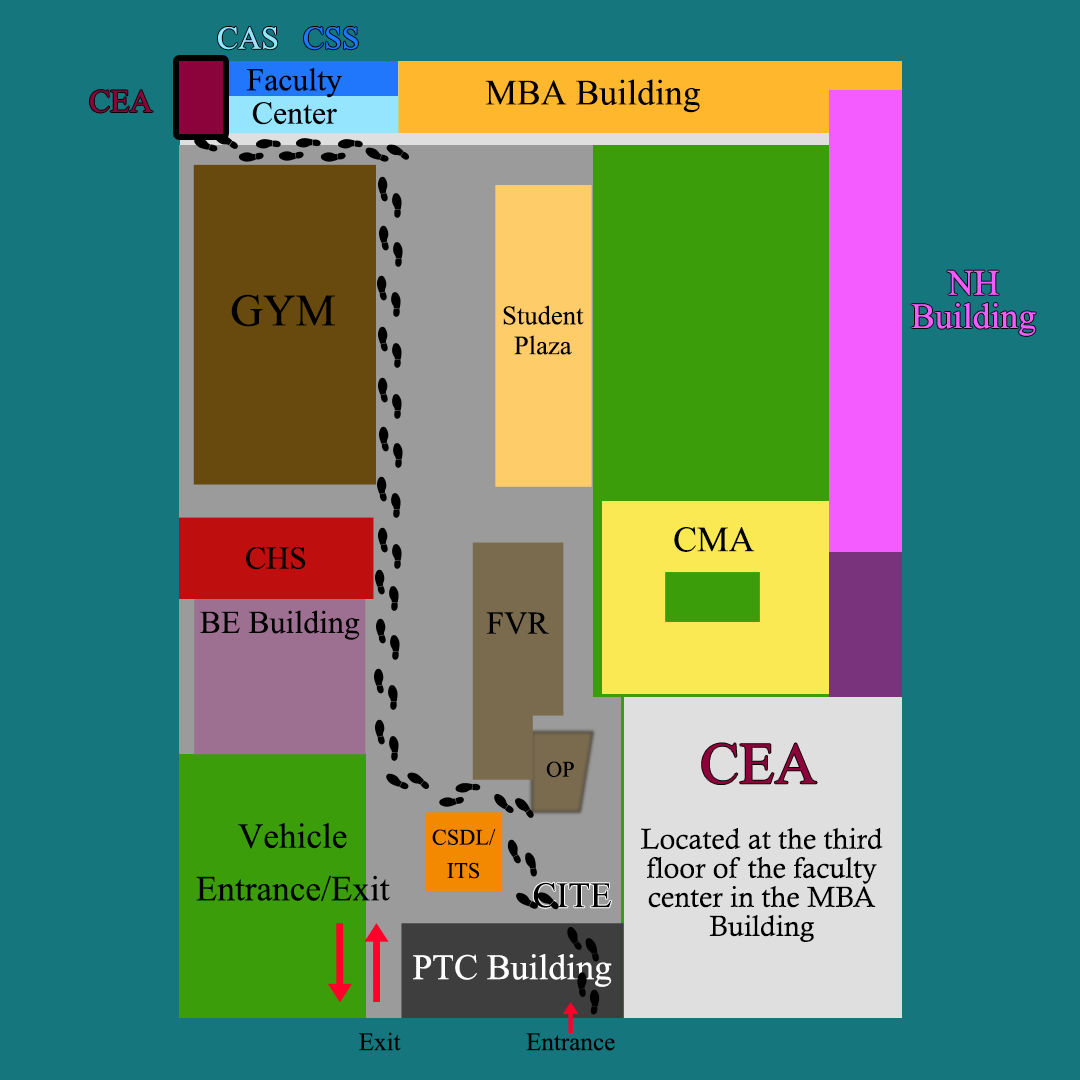 CAS CSS
CEA
Faculty
Center
MBA Building
GYM
Student
Plaza
NH
Building
CHS
BE Building
FVR
CMA
OP
CSDL/
ITS
CITE
Vehicle
Entrance/Exit
PTC Building
CEA
Located at the third
floor of the faculty
center in the MBA
Building
Exit
Entrance